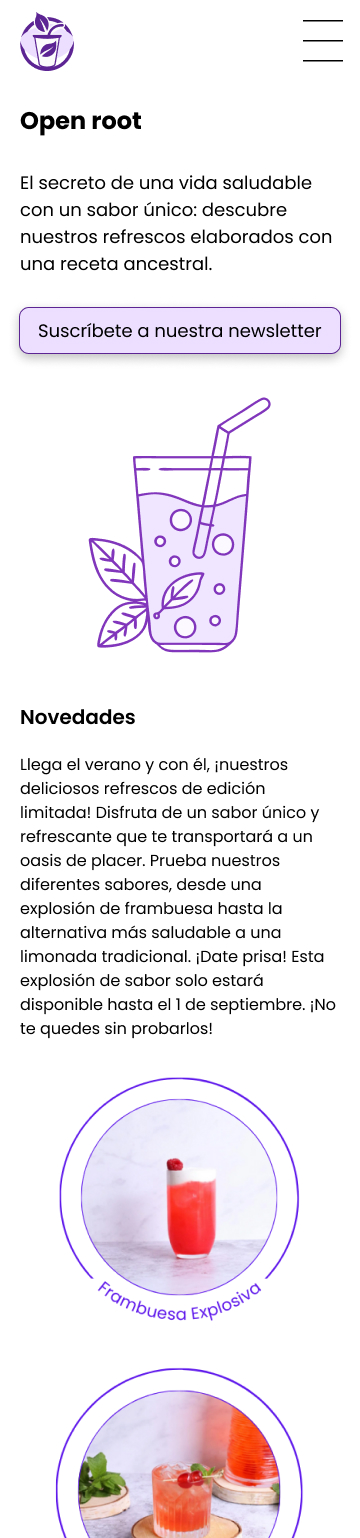 Open root
El secreto de una vida saludable
con un sabor único: descubre
nuestros refrescos elaborados con
una receta ancestral.
Suscríbete a nuestra newsletter
Novedades
Llega el verano y con él, ¡nuestros
deliciosos refrescos de edición
limitada! Disfruta de un sabor único y
refrescante que te transportará a un
oasis de placer. Prueba nuestros
diferentes sabores, desde una
explosión de frambuesa hasta la
alternativa más saludable a una
limonada tradicional. ¡Date prisa! Esta
explosión de sabor solo estará
disponible hasta el 1 de septiembre. ¡No
te quedes sin probarlos!
Frambuesa Explosiva